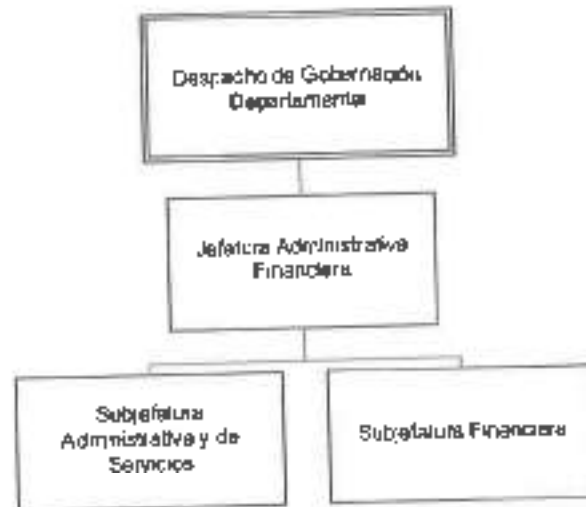 Despacho de Gobernación
Departamental
Jefatura Administrativa
Financiera
Subjefatura
Administrativa y de
Servicios
Subjefatura Financiera